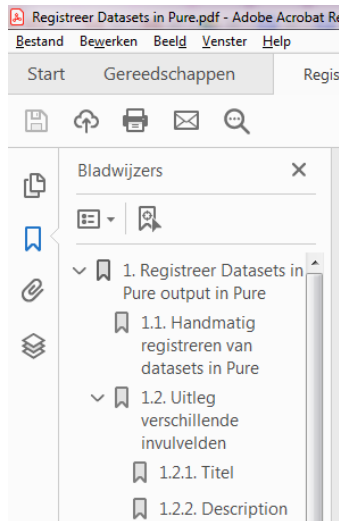 Registreer Datasets in Pure.pdf - Adobe Acrobat Re
Bestand Bewerken Beeld Venster Help
Start Gereedschappen Regis
Bladwijzers
1. Registreer Datasets in
Pure output in Pure
1.1. Handmatig
registreren van
datasets in Pure
1.2. Uitleg
verschillende
invulvelden
1.2.1. Titel
1.2.2. Description